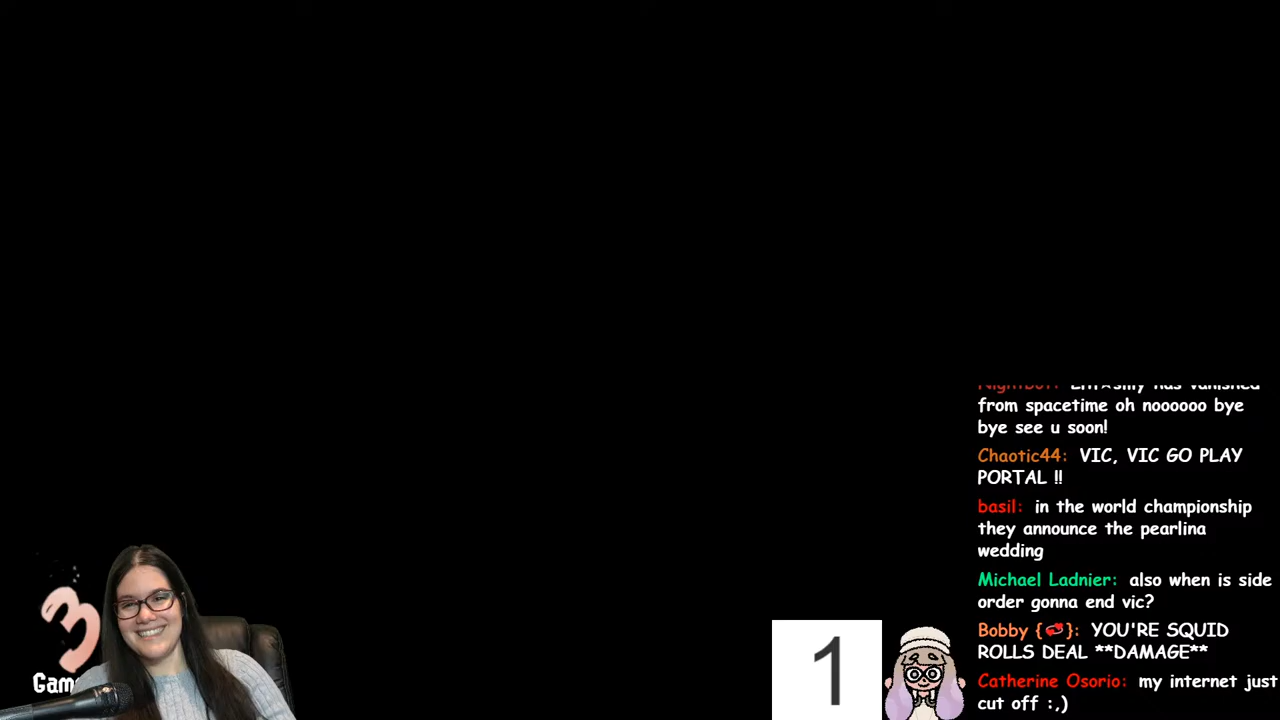 from spacetime oh noooooo bye
bye see u soon!
Chaotic44: VIC, VIC GO PLAY
PORTAL !!
basil: in the world championship
they announce the pearlina
wedding
Michael Ladnier: also when is side
order gonna end vic?
Bobby {💞}: YOU'RE SQUID
ROLLS DEAL **DAMAGE**
Catherine Osorio: my internet just
cut off :,)
3
Gam
1